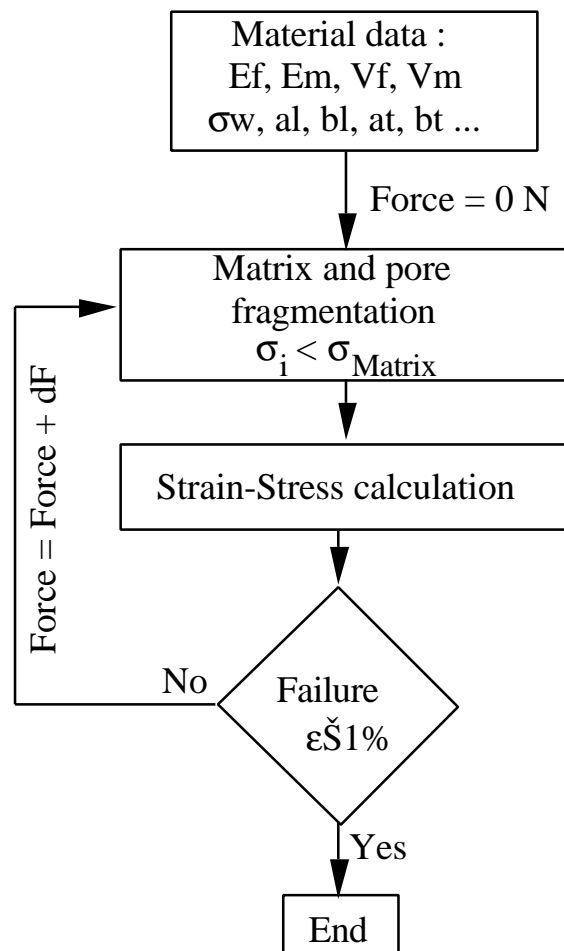 Material data :
Ef, Em, Vf, Vm
σw, al, bl, at, bt ...
Force = 0 N
Matrix and pore
fragmentation
σi < σMatrix
Strain-Stress calculation
Force = Force + dF
No
Failure
εŠ1%
Yes
End